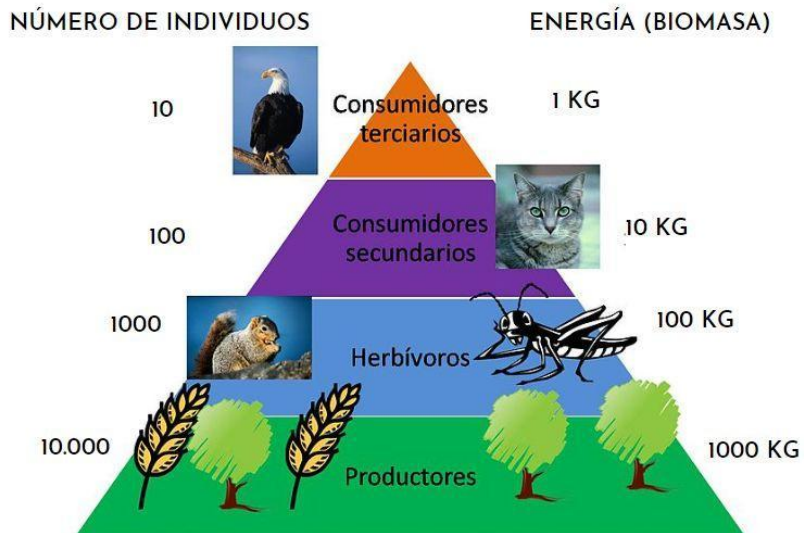 NÚMERO DE INDIVIDUOS
ENERGÍA (BIOMASA)
10
Consumidores
terciarios
1 KG
100
Consumidores
secundarios
10 KG
1000
Herbívoros
100 KG
10.000
Productores
1000 KG